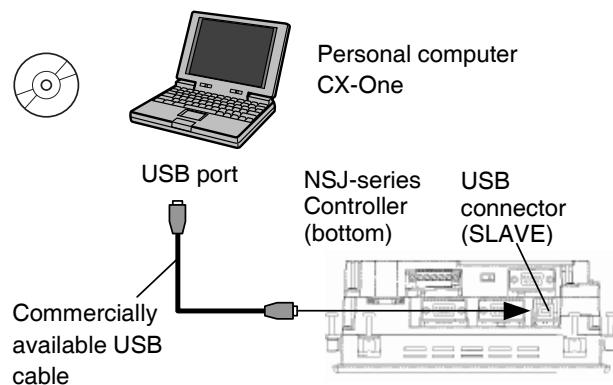 Personal computer
CX-One
USB port
NSJ-series
Controller
(bottom)
USB
connector
(SLAVE)
Commercially
available USB
cable